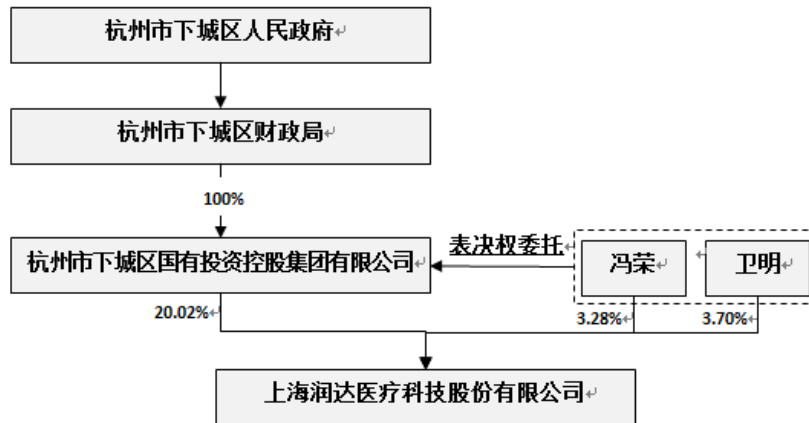 杭州市下城区人民政府
杭州市下城区财政局
100%
杭州市下城区国有投资控股集团有限公司
表决权委托
冯荣
卫明
20.02%
3.28%
3.70%
上海润达医疗科技股份有限公司